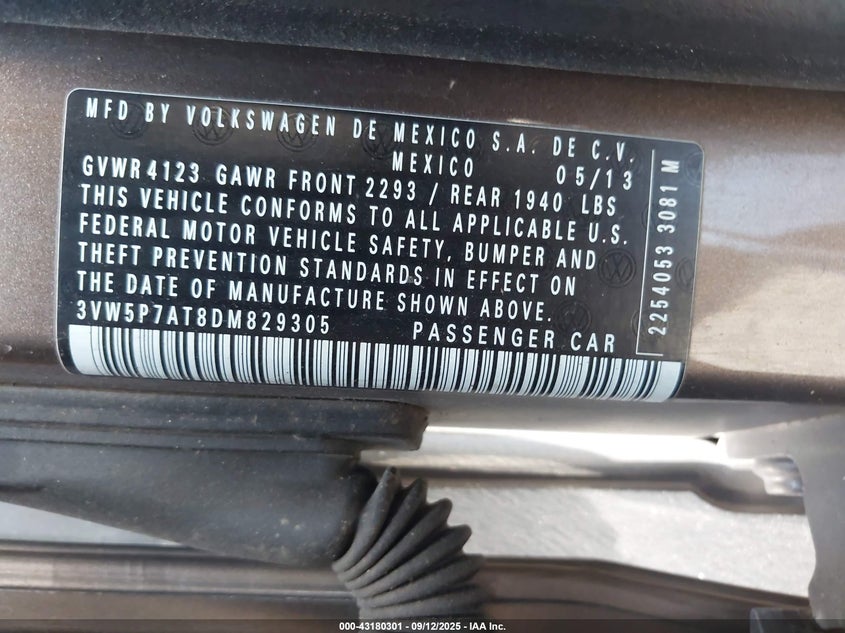 MFD BY VOLKSWAGEN DE MEXICO S.A. DE C.V.
MEXICO 05/13
GVWR 4123 GAWR FRONT 2293 / REAR 1940 LBS
THIS VEHICLE CONFORMS TO ALL APPLICABLE U.S.
FEDERAL MOTOR VEHICLE SAFETY, BUMPER AND
THEFT PREVENTION STANDARDS IN EFFECT ON
THE DATE OF MANUFACTURE SHOWN ABOVE.
3VW5P7AT8DM829305 PASSENGER CAR
2254053 3081 M
000-43180301 - 09/12/2025 - IAA Inc.